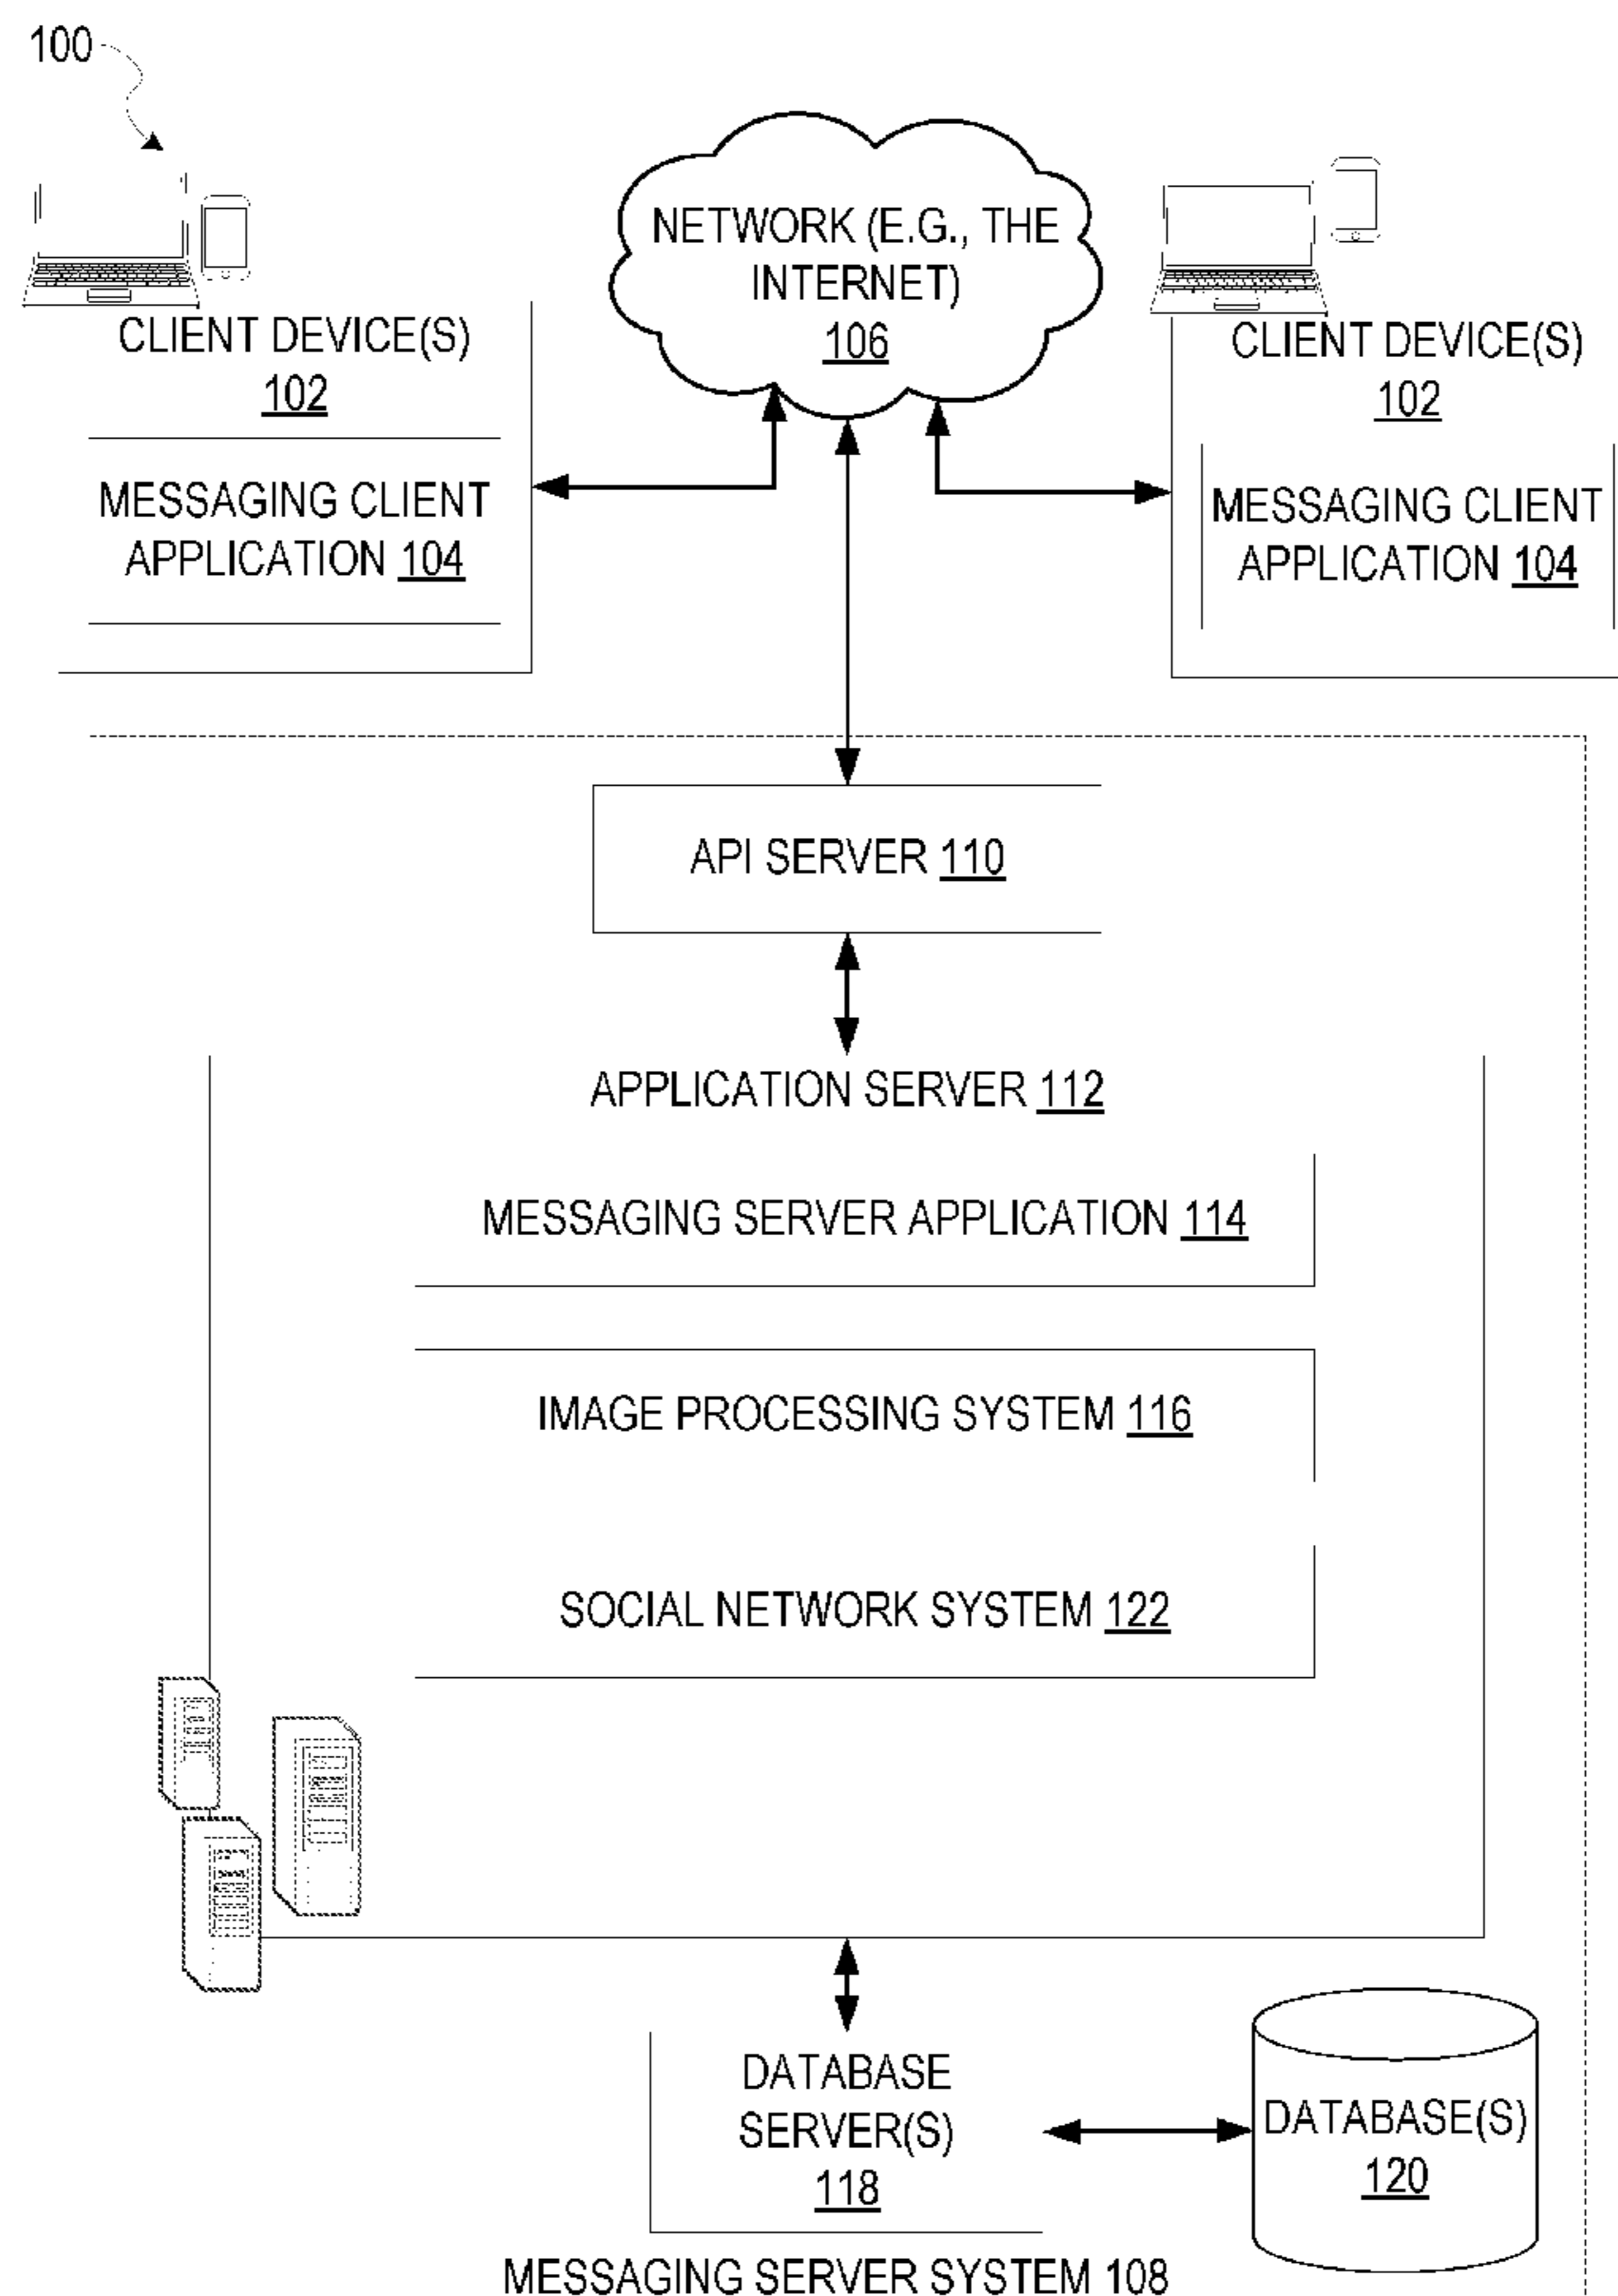 100
NETWORK (E.G., THE
INTERNET)
106
CLIENT DEVICE(S)
102
MESSAGING CLIENT
APPLICATION 104
CLIENT DEVICE(S)
102
MESSAGING CLIENT
APPLICATION 104
API SERVER 110
APPLICATION SERVER 112
MESSAGING SERVER APPLICATION 114
IMAGE PROCESSING SYSTEM 116
SOCIAL NETWORK SYSTEM 122
DATABASE
SERVER(S)
118
DATABASE(S)
120
MESSAGING SERVER SYSTEM 108